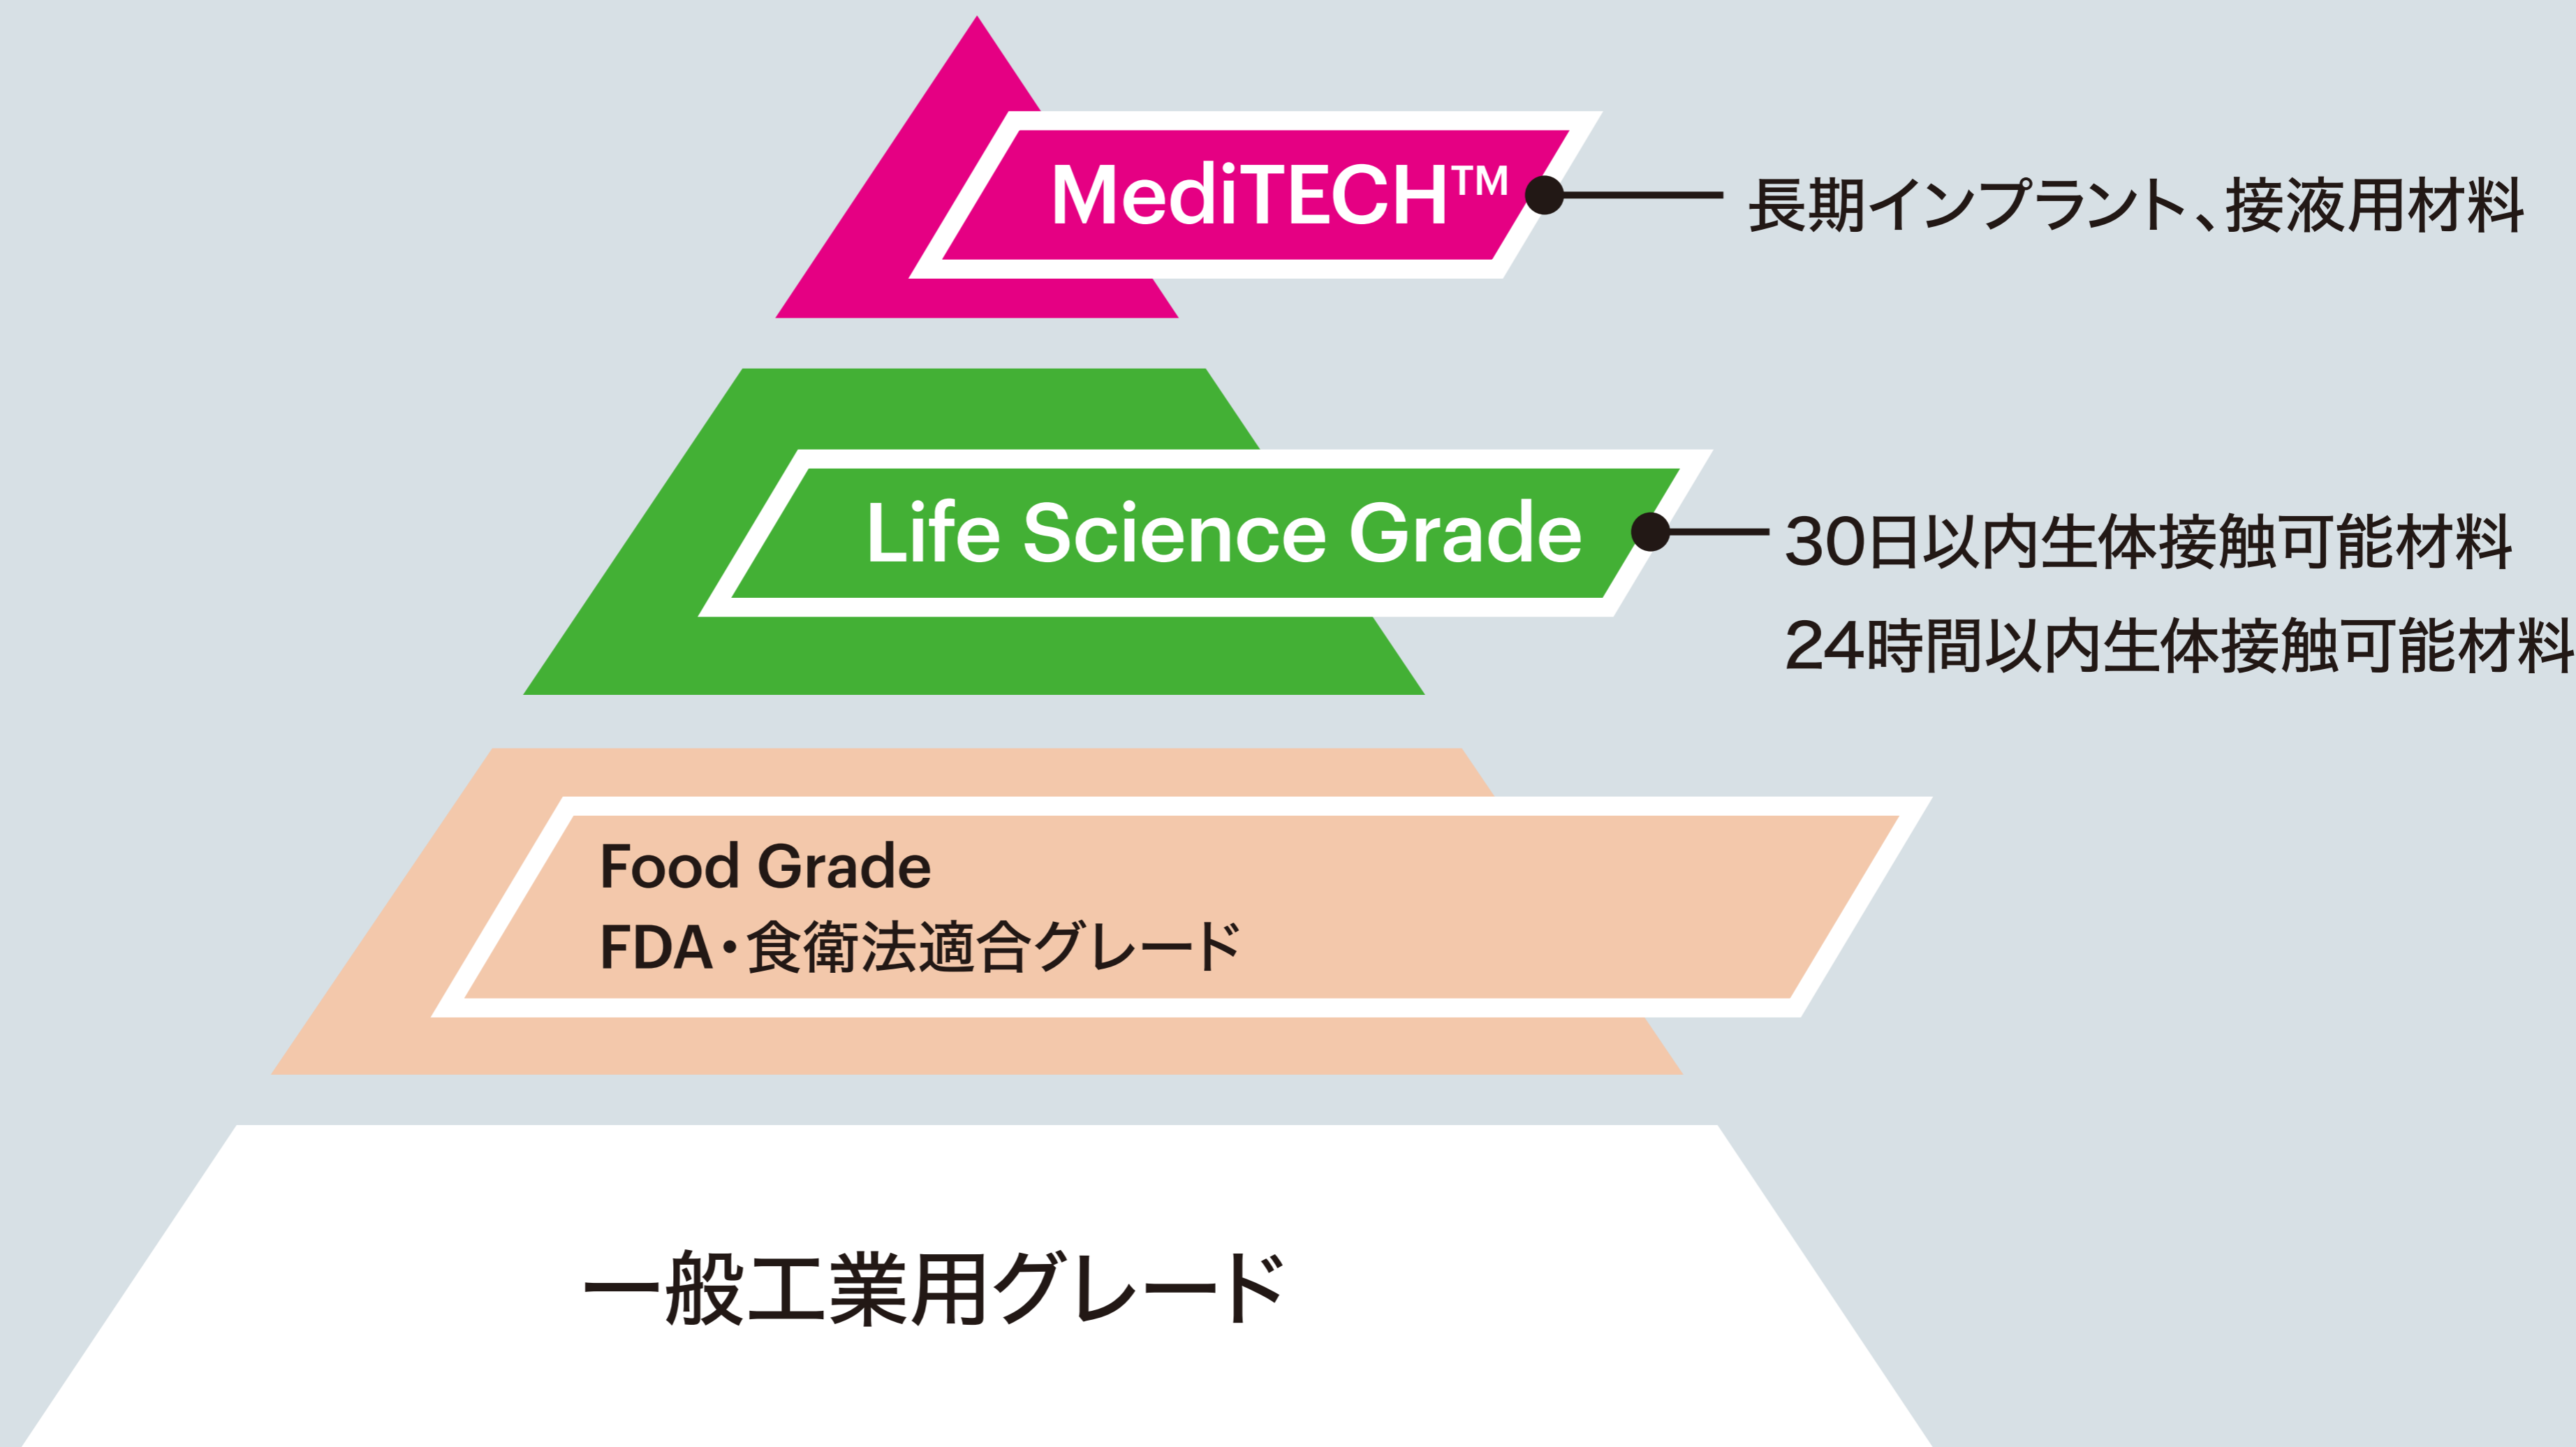 MediTECH™
長期インプラント、接液用材料
Life Science Grade
30日以内生体接触可能材料
24時間以内生体接触可能材料
Food Grade
FDA・食衛法適合グレード
一般工業用グレード